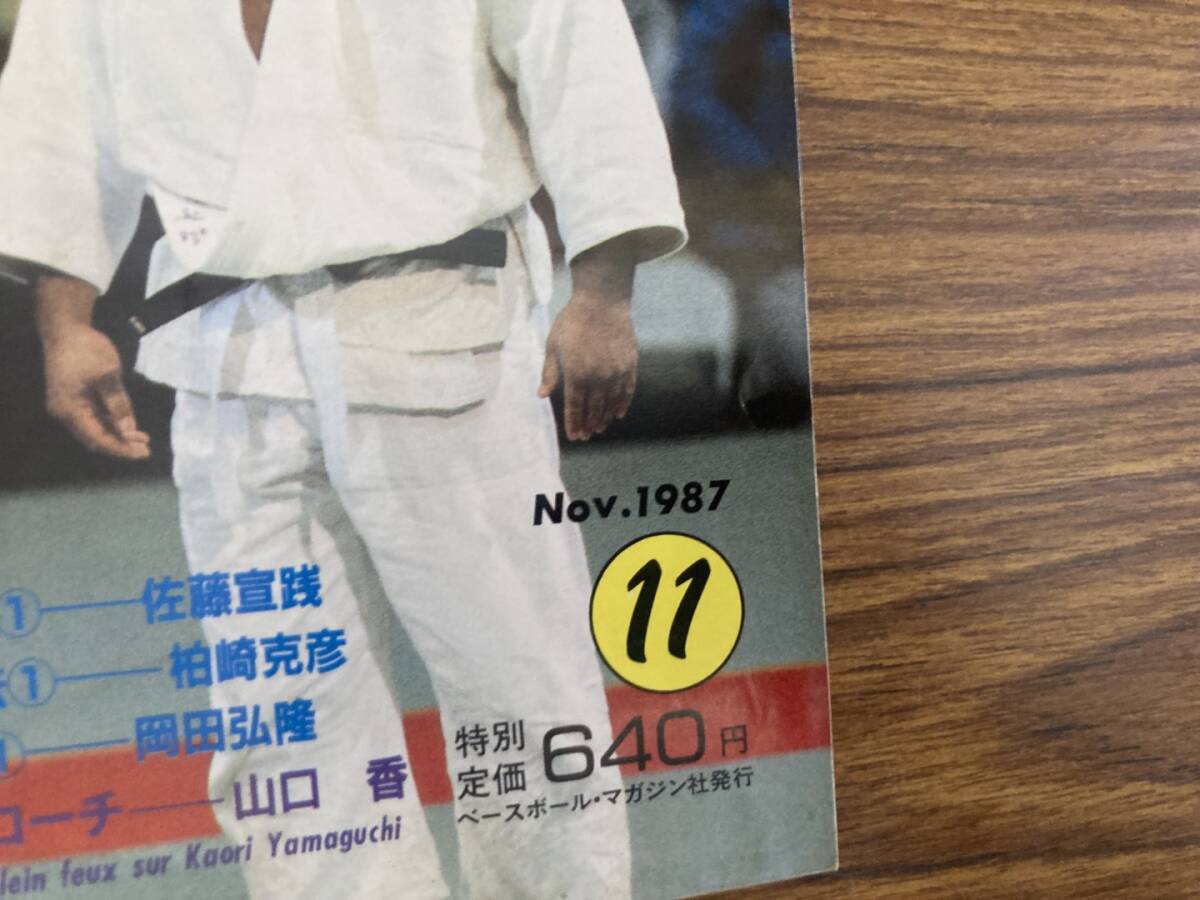 Nov.1987
11
1 佐藤宣践
1 柏崎克彦
1 岡田弘隆
コーチ 山口 香
lein feux sur Kaori Yamaguchi
特別
定価 640円
ベースボール・マガジン社発行